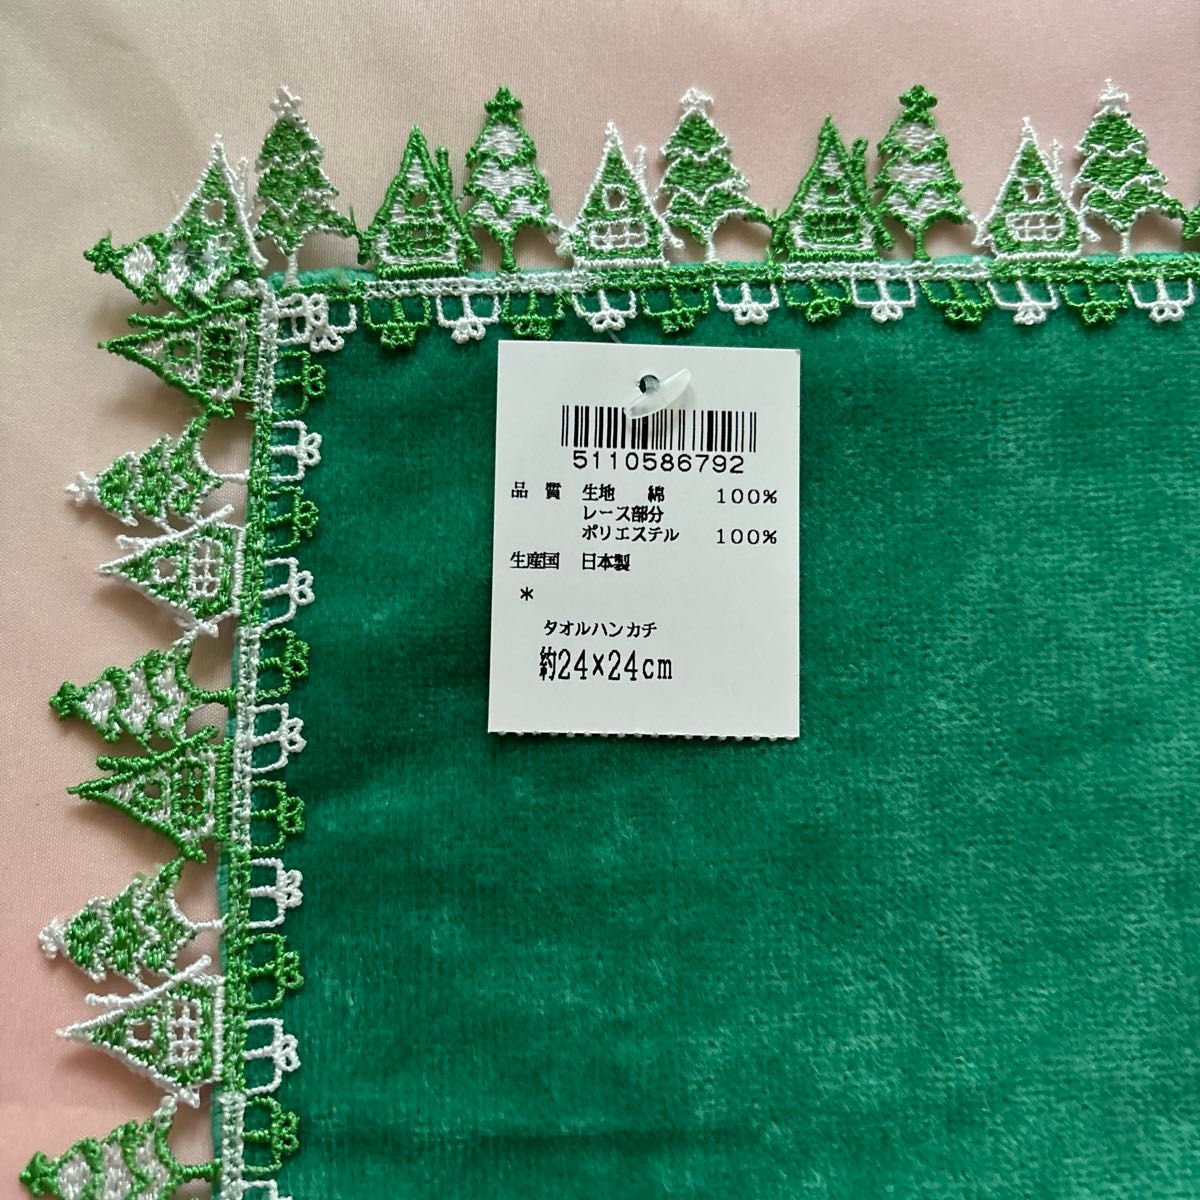 5110586792
品 質 生地 綿 100%
レース部分
ポリエステル 100%
生産国 日本製
*
タオルハンカチ
約24×24cm